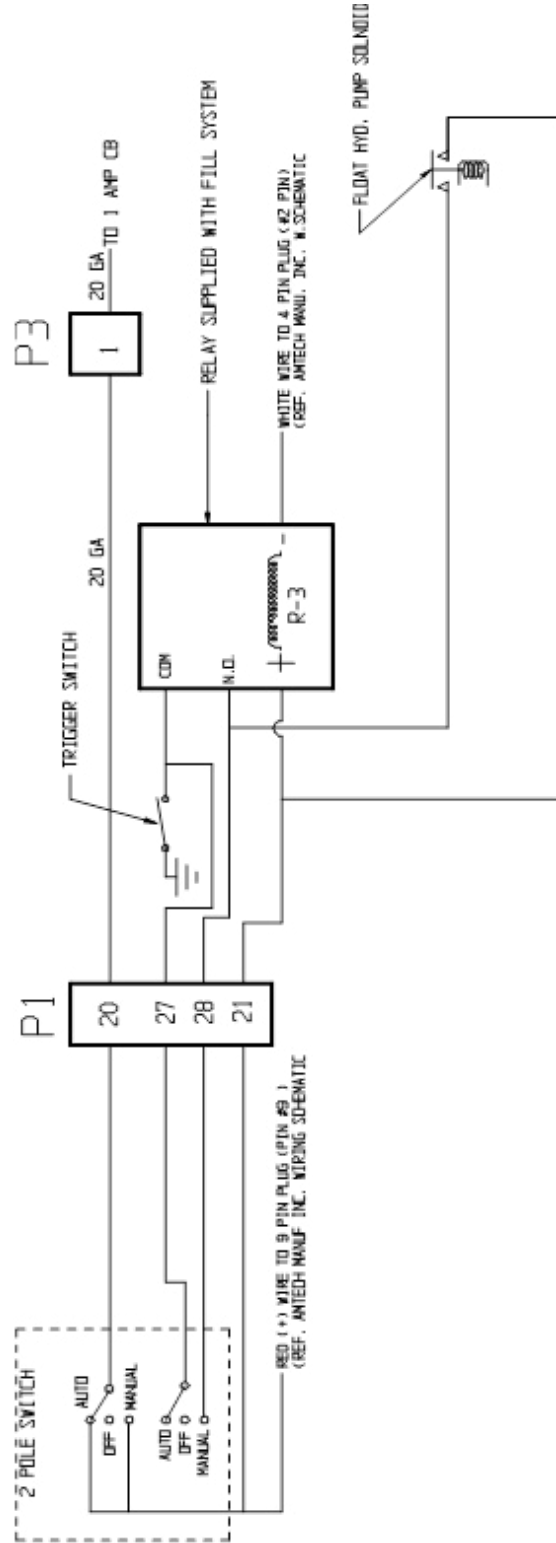 2 POLE SWITCH
AUTO
OFF
MANUAL
AUTO
OFF
MANUAL
RED (+) WIRE TO 9 PIN PLUG (PIN #9 )
(REF. AMTECH MANUF INC. WIRING SCHEMATIC
P1
20
27
28
21
TRIGGER SWITCH
20 GA
COM
N.O.
+
-
R-3
P3
1
20 GA
TO 1 AMP CB
RELAY SUPPLIED WITH FILL SYSTEM
WHITE WIRE TO 4 PIN PLUG (#2 PIN)
(REF. AMTECH MANU. INC. W.SCHEMATIC
FLOAT HYD. PUMP SOLNOID